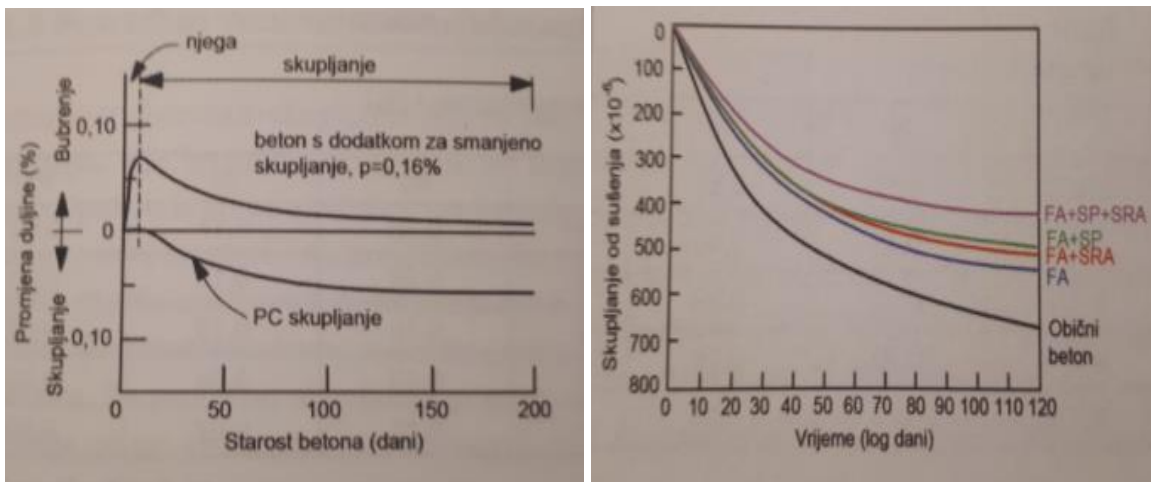 njega
skupljanje
Promjena duljine (%)
Bubrenje
Skupljanje
0,10
0
0,10
beton s dodatkom za smanjeno
skupljanje, p=0,16%
PC skupljanje
0 50 100 150 200
Starost betona (dani)
Skupljanje od sušenja (x10⁻⁶)
0
100
200
300
400
500
600
700
800
FA+SP+SRA
FA+SP
FA+SRA
FA
Obični
beton
0 10 20 30 40 50 60 70 80 90 100 110 120
Vrijeme (log dani)